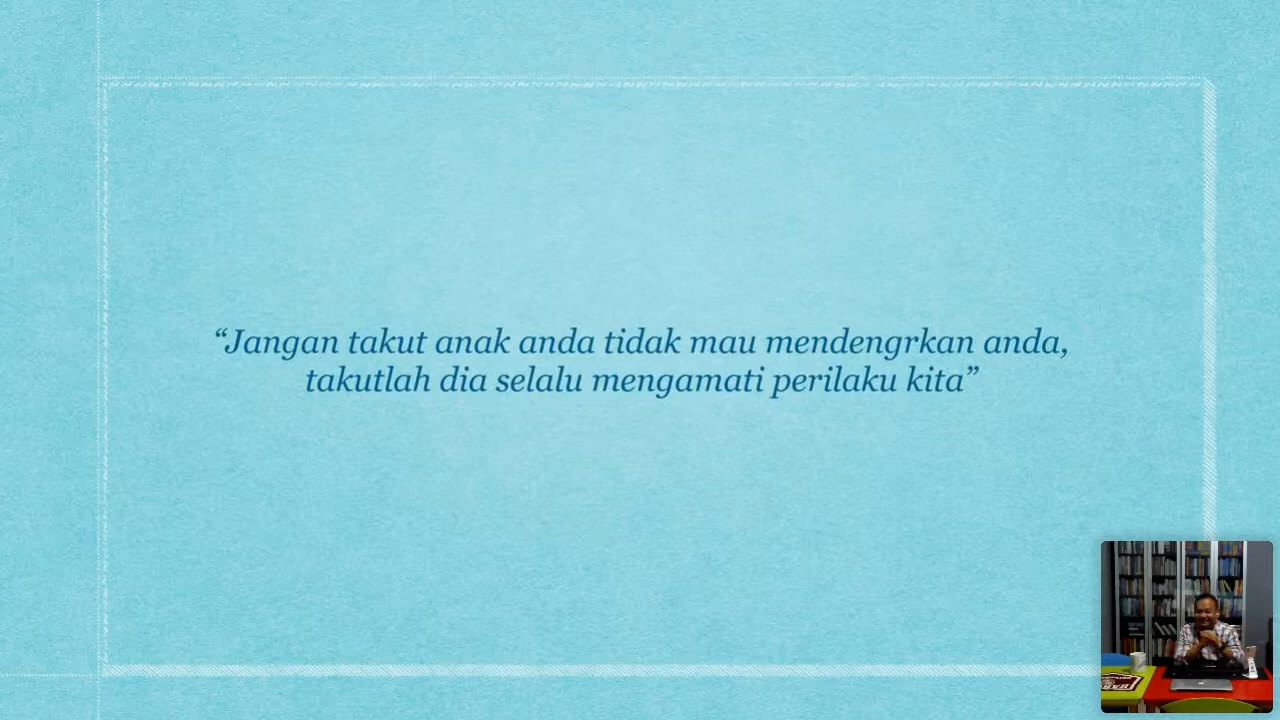 “Jangan takut anak anda tidak mau mendengrkan anda,
takutlah dia selalu mengamati perilaku kita”